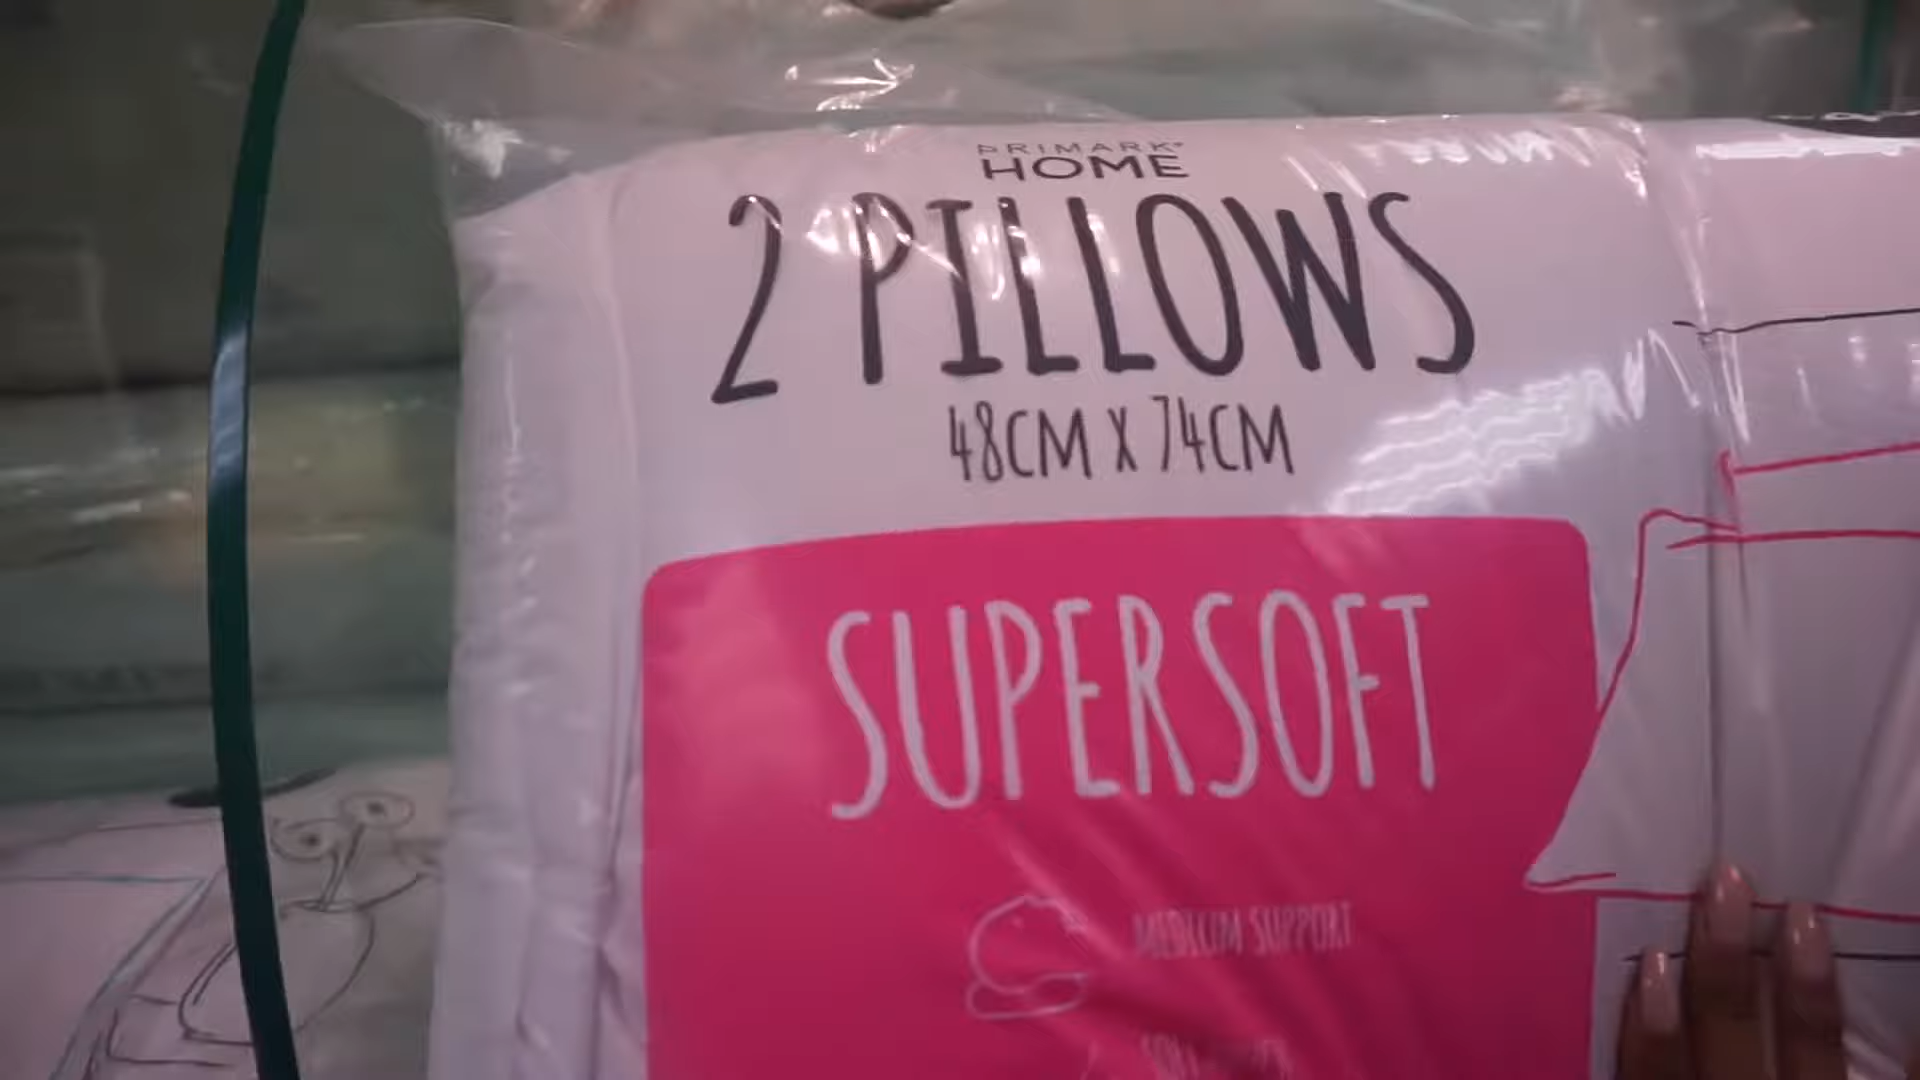 PRIMARK®
HOME
2 PILLOWS
48CM X 74CM
SUPERSOFT
MEDIUM SUPPORT